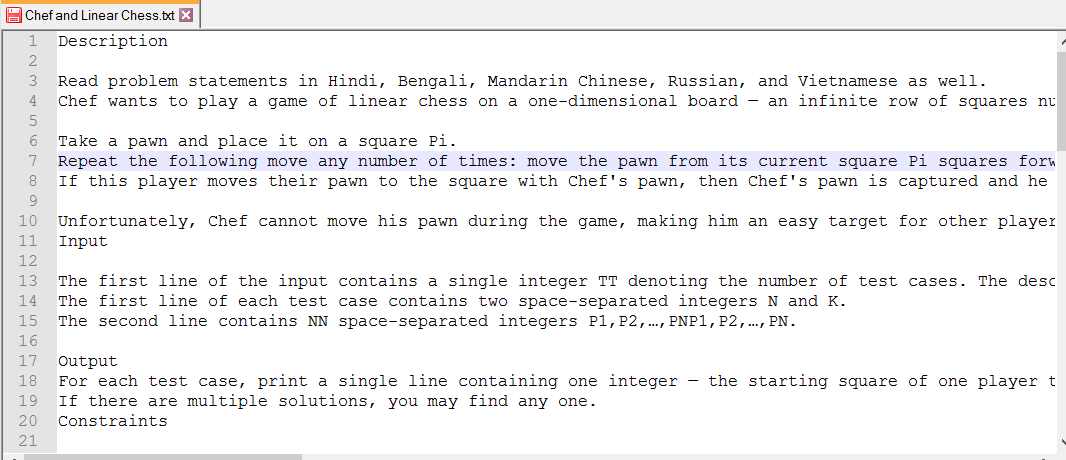 Chef and Linear Chess.txt
1 Description
2
3 Read problem statements in Hindi, Bengali, Mandarin Chinese, Russian, and Vietnamese as well.
4 Chef wants to play a game of linear chess on a one-dimensional board — an infinite row of squares nu
5
6 Take a pawn and place it on a square Pi.
7 Repeat the following move any number of times: move the pawn from its current square Pi squares forw
8 If this player moves their pawn to the square with Chef's pawn, then Chef's pawn is captured and he
9
10 Unfortunately, Chef cannot move his pawn during the game, making him an easy target for other player
11 Input
12
13 The first line of the input contains a single integer TT denoting the number of test cases. The desc
14 The first line of each test case contains two space-separated integers N and K.
15 The second line contains NN space-separated integers P1,P2,…,PNP1,P2,…,PN.
16
17 Output
18 For each test case, print a single line containing one integer — the starting square of one player t
19 If there are multiple solutions, you may find any one.
20 Constraints
21